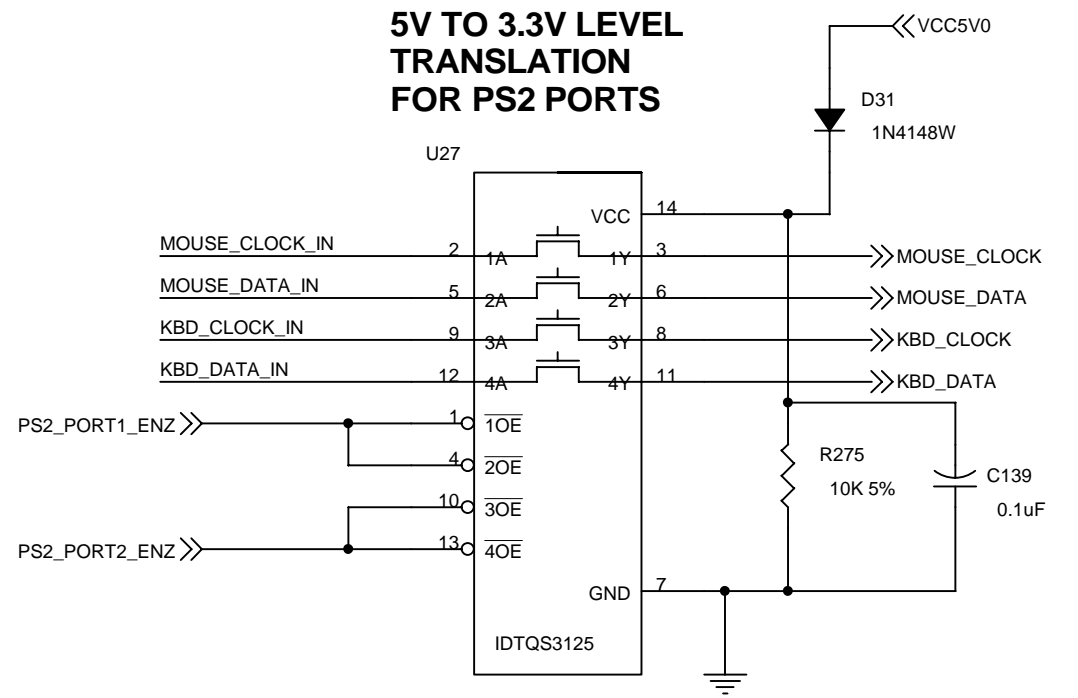 5V TO 3.3V LEVEL
TRANSLATION
FOR PS2 PORTS
VCC5V0
D31
1N4148W
U27
VCC 14
MOUSE_CLOCK_IN 2 1A 1Y 3 MOUSE_CLOCK
MOUSE_DATA_IN 5 2A 2Y 6 MOUSE_DATA
KBD_CLOCK_IN 9 3A 3Y 8 KBD_CLOCK
KBD_DATA_IN 12 4A 4Y 11 KBD_DATA
PS2_PORT1_ENZ 1 1OE
4 2OE
10 3OE
PS2_PORT2_ENZ 13 4OE
R275
10K 5%
C139
0.1uF
GND 7
IDTQS3125